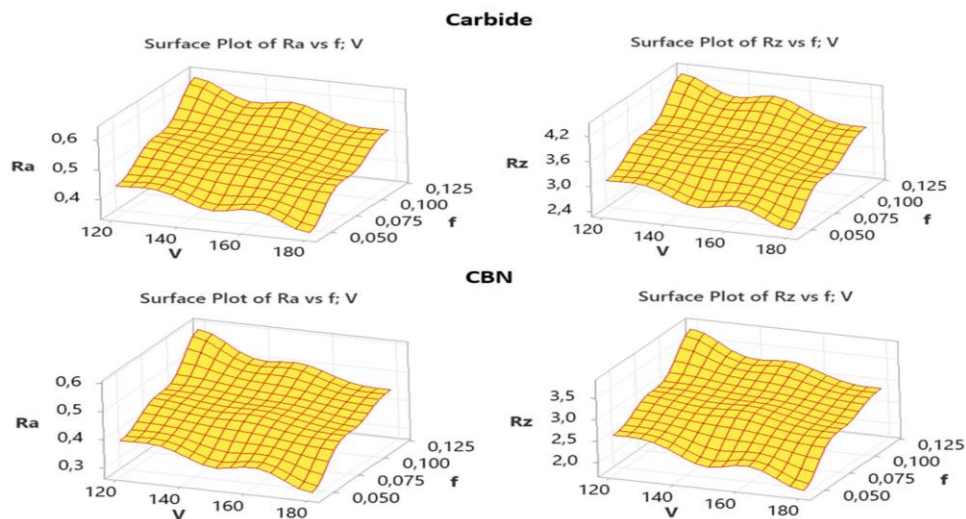 Carbide
Surface Plot of Ra vs f; V
0,6
Ra
0,5
0,4
0,125
0,100
0,075
f
0,050
120
140
160
180
V
Surface Plot of Rz vs f; V
4,2
Rz
3,6
3,0
2,4
0,125
0,100
0,075
f
0,050
120
140
160
180
V
CBN
Surface Plot of Ra vs f; V
0,6
Ra
0,5
0,4
0,3
0,125
0,100
0,075
f
0,050
120
140
160
180
V
Surface Plot of Rz vs f; V
3,5
Rz
3,0
2,5
2,0
0,125
0,100
0,075
f
0,050
120
140
160
180
V